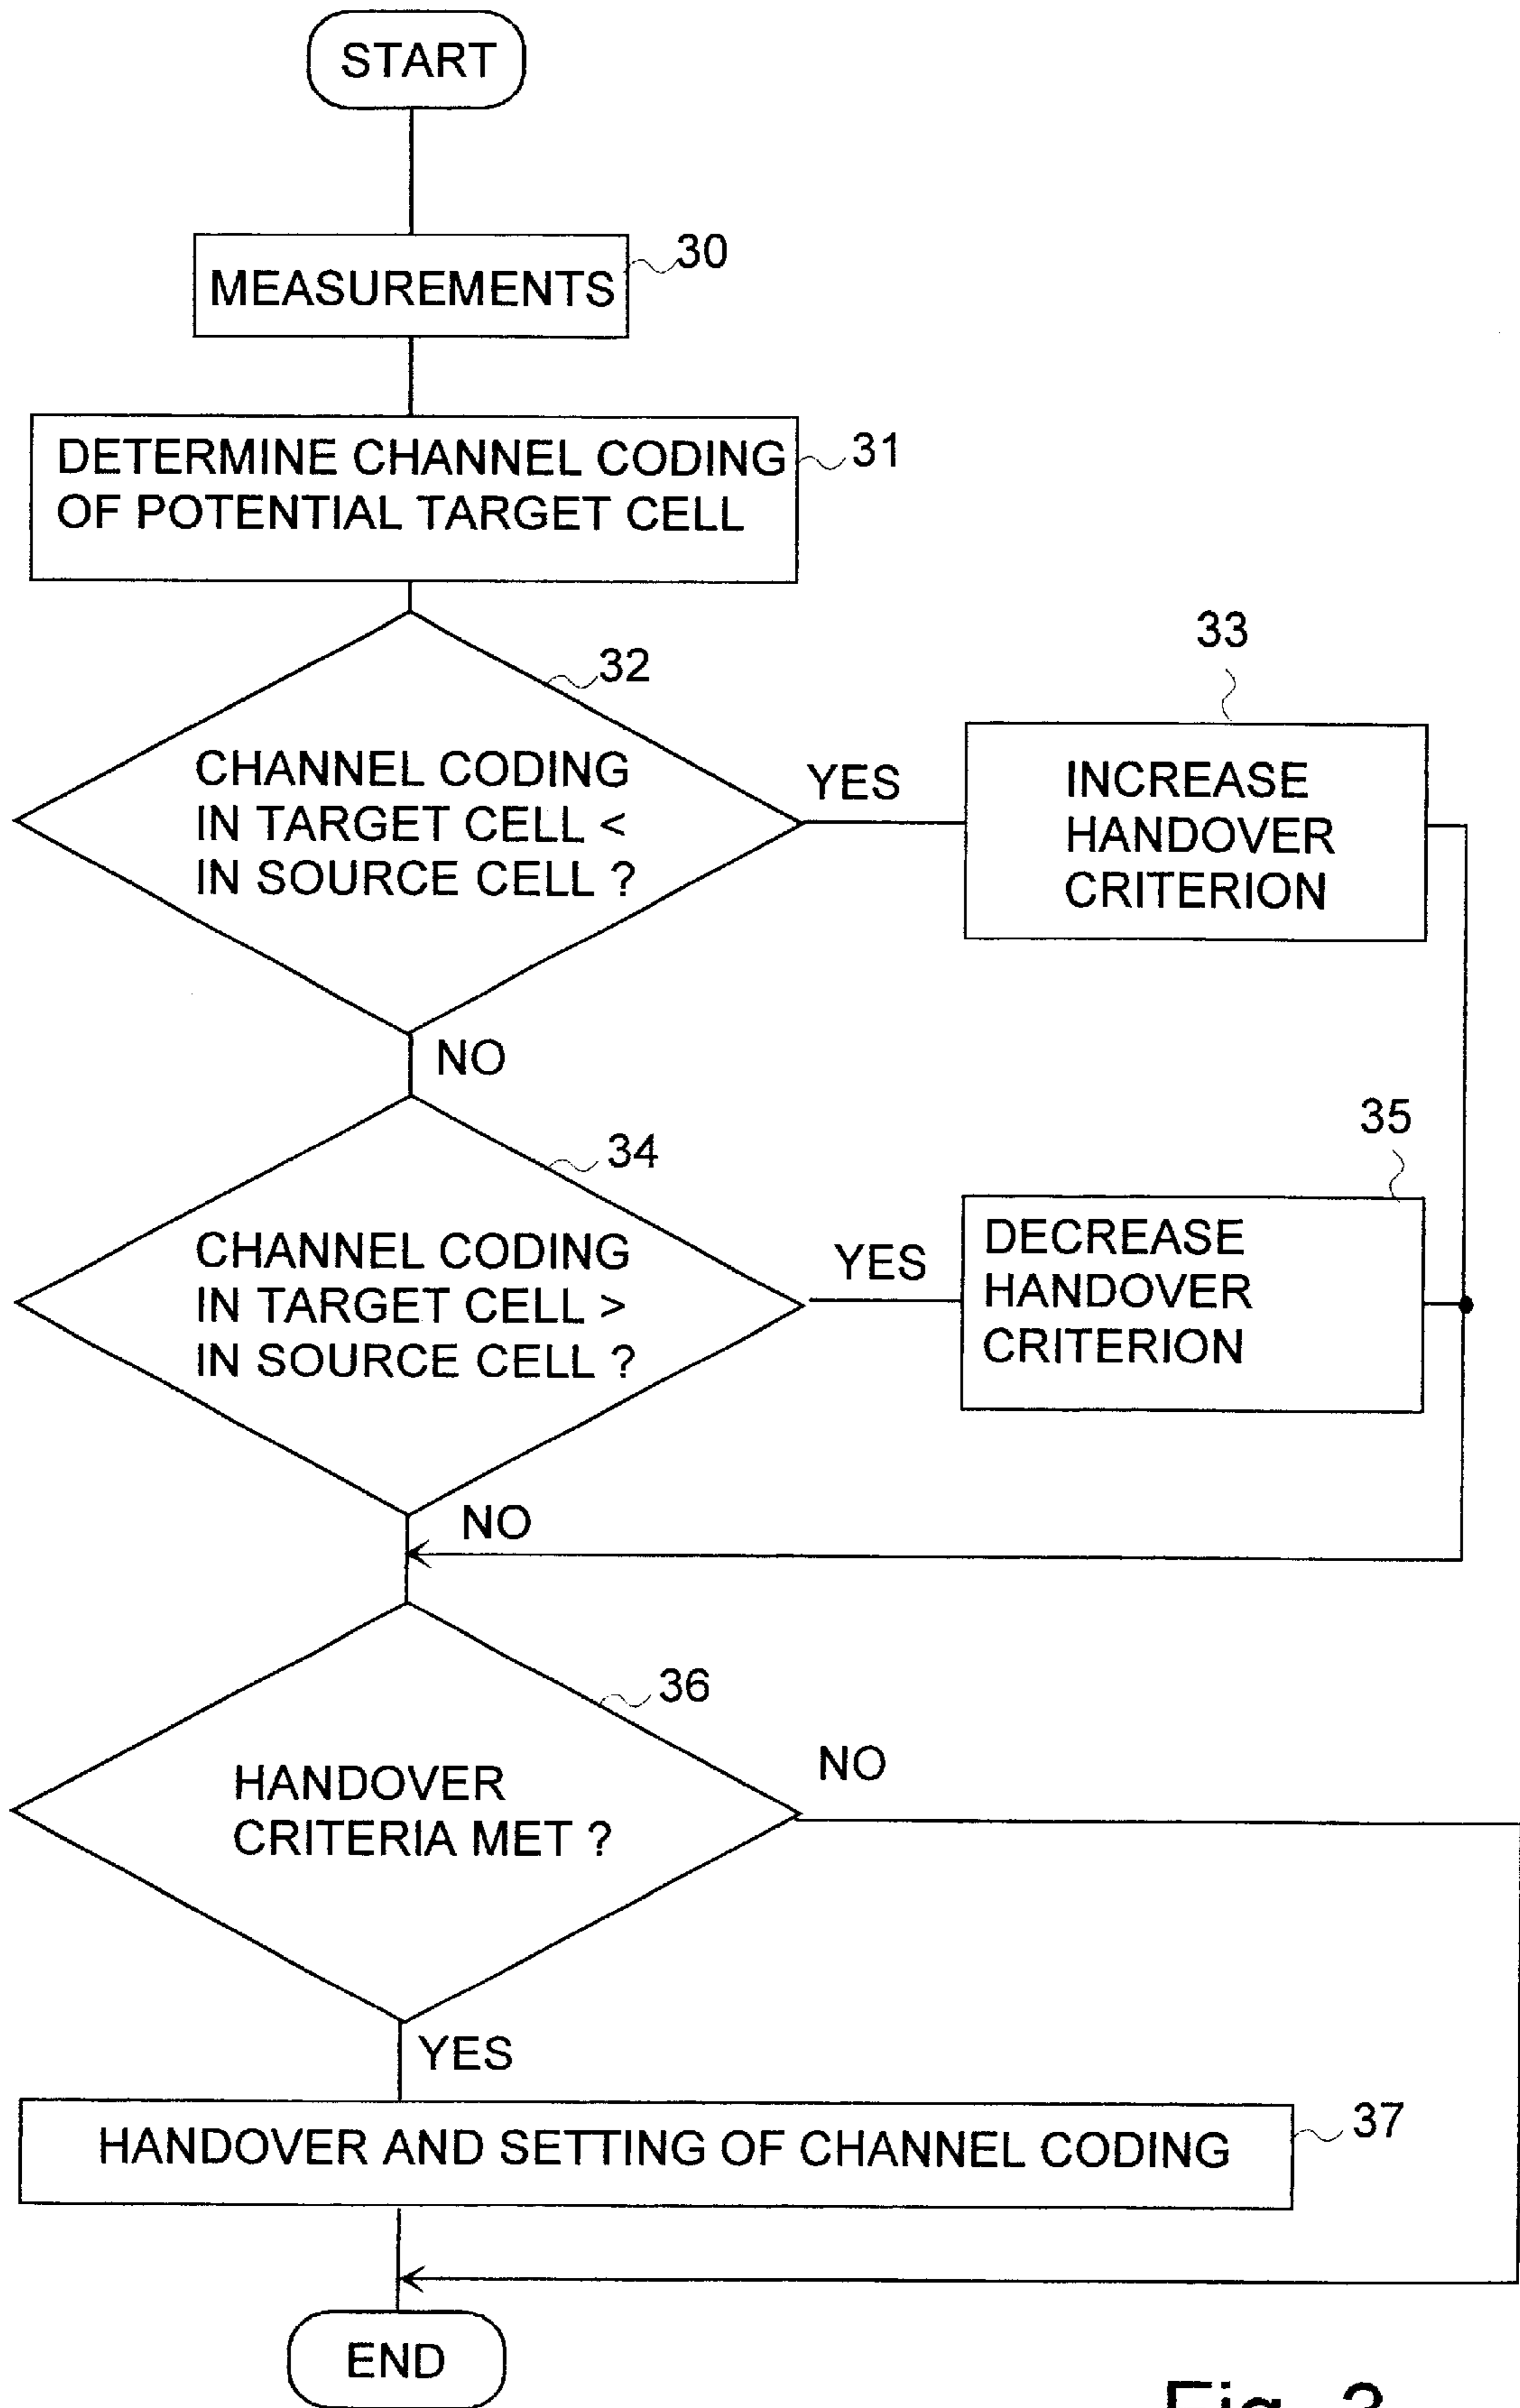 START
MEASUREMENTS
30
DETERMINE CHANNEL CODING
OF POTENTIAL TARGET CELL
31
32
CHANNEL CODING
IN TARGET CELL <
IN SOURCE CELL ?
YES
33
INCREASE
HANDOVER
CRITERION
NO
34
CHANNEL CODING
IN TARGET CELL >
IN SOURCE CELL ?
YES
35
DECREASE
HANDOVER
CRITERION
NO
36
HANDOVER
CRITERIA MET ?
NO
YES
HANDOVER AND SETTING OF CHANNEL CODING
37
END